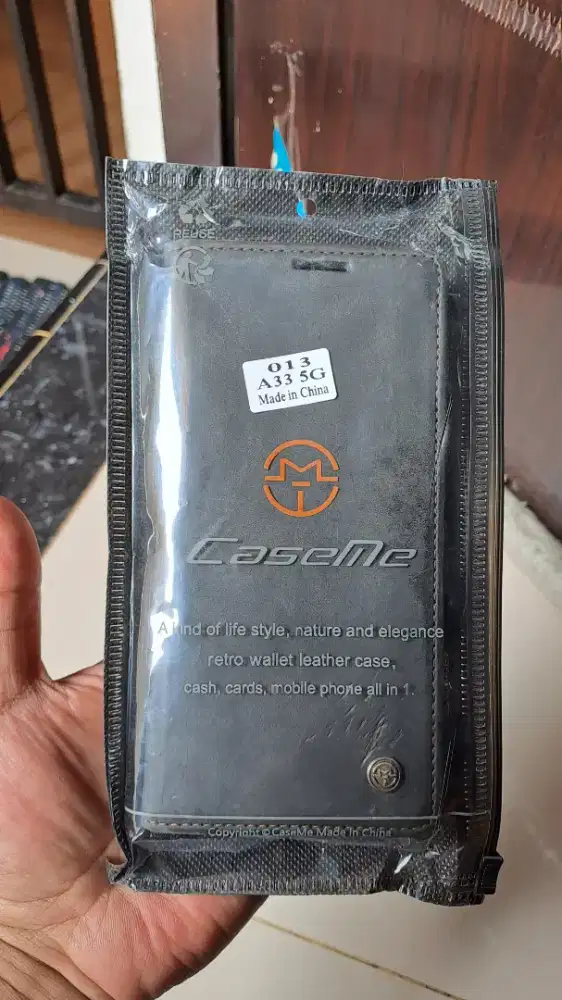 REUSE
013
A33 5G
Made in China
CaseMe
A kind of life style, nature and elegance
retro wallet leather case,
cash, cards, mobile phone all in 1.
Copyright © CaseMe Made in China